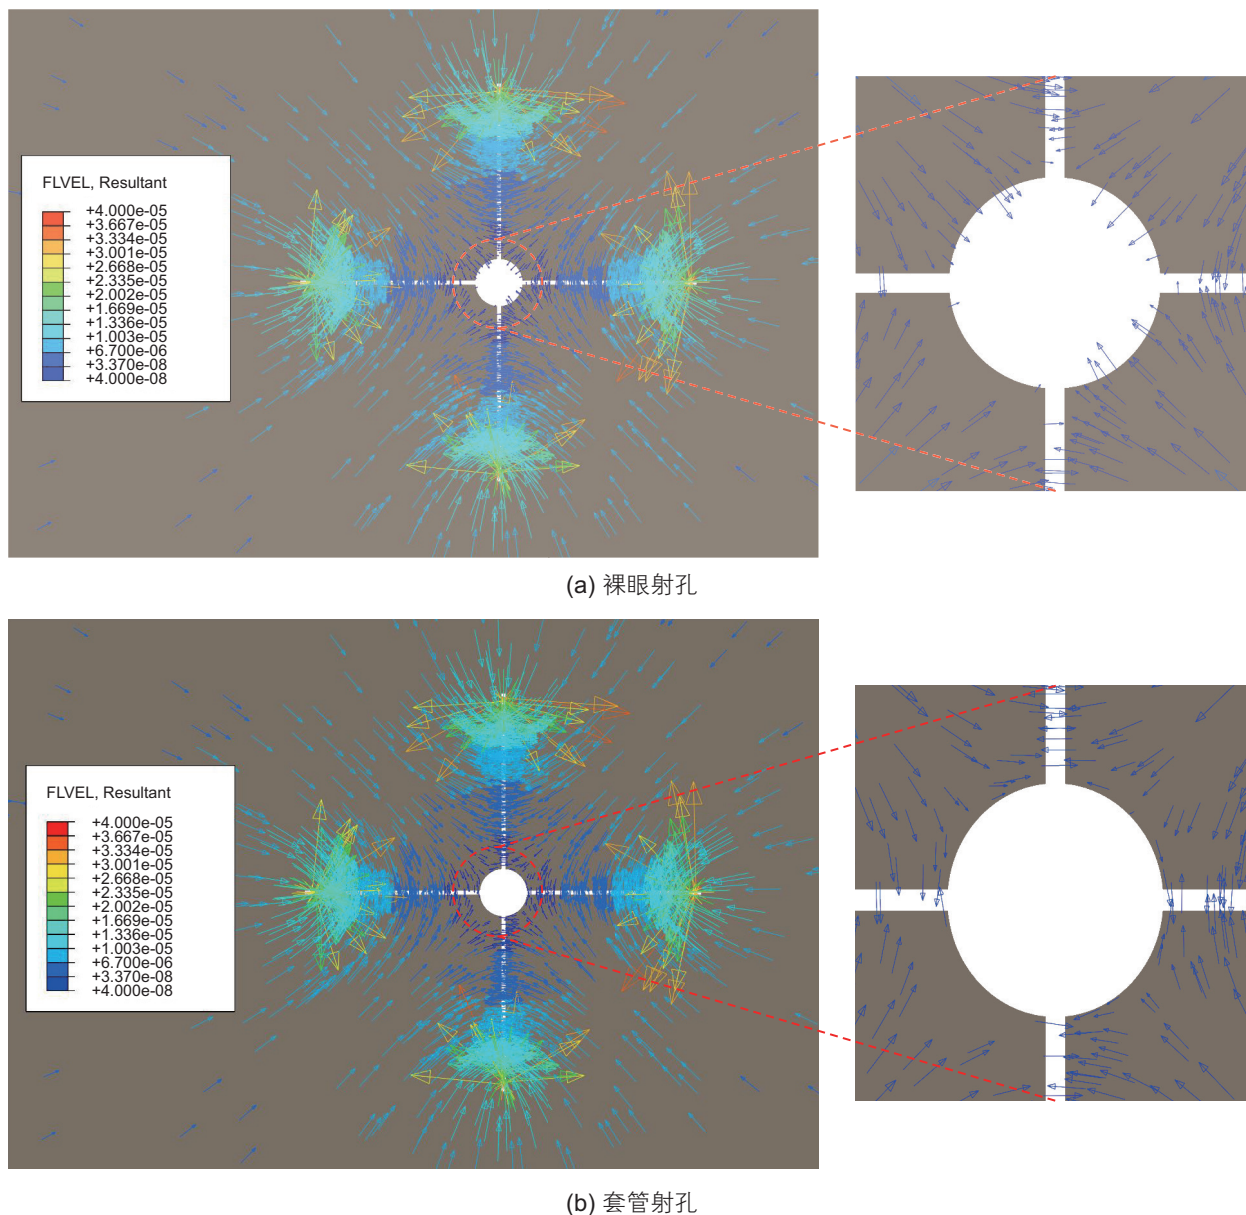 FLVEL, Resultant
+4.000e-05
+3.667e-05
+3.334e-05
+3.001e-05
+2.668e-05
+2.335e-05
+2.002e-05
+1.669e-05
+1.336e-05
+1.003e-05
+6.700e-06
+3.370e-08
+4.000e-08
(a) 裸眼射孔
FLVEL, Resultant
+4.000e-05
+3.667e-05
+3.334e-05
+3.001e-05
+2.668e-05
+2.335e-05
+2.002e-05
+1.669e-05
+1.336e-05
+1.003e-05
+6.700e-06
+3.370e-08
+4.000e-08
(b) 套管射孔